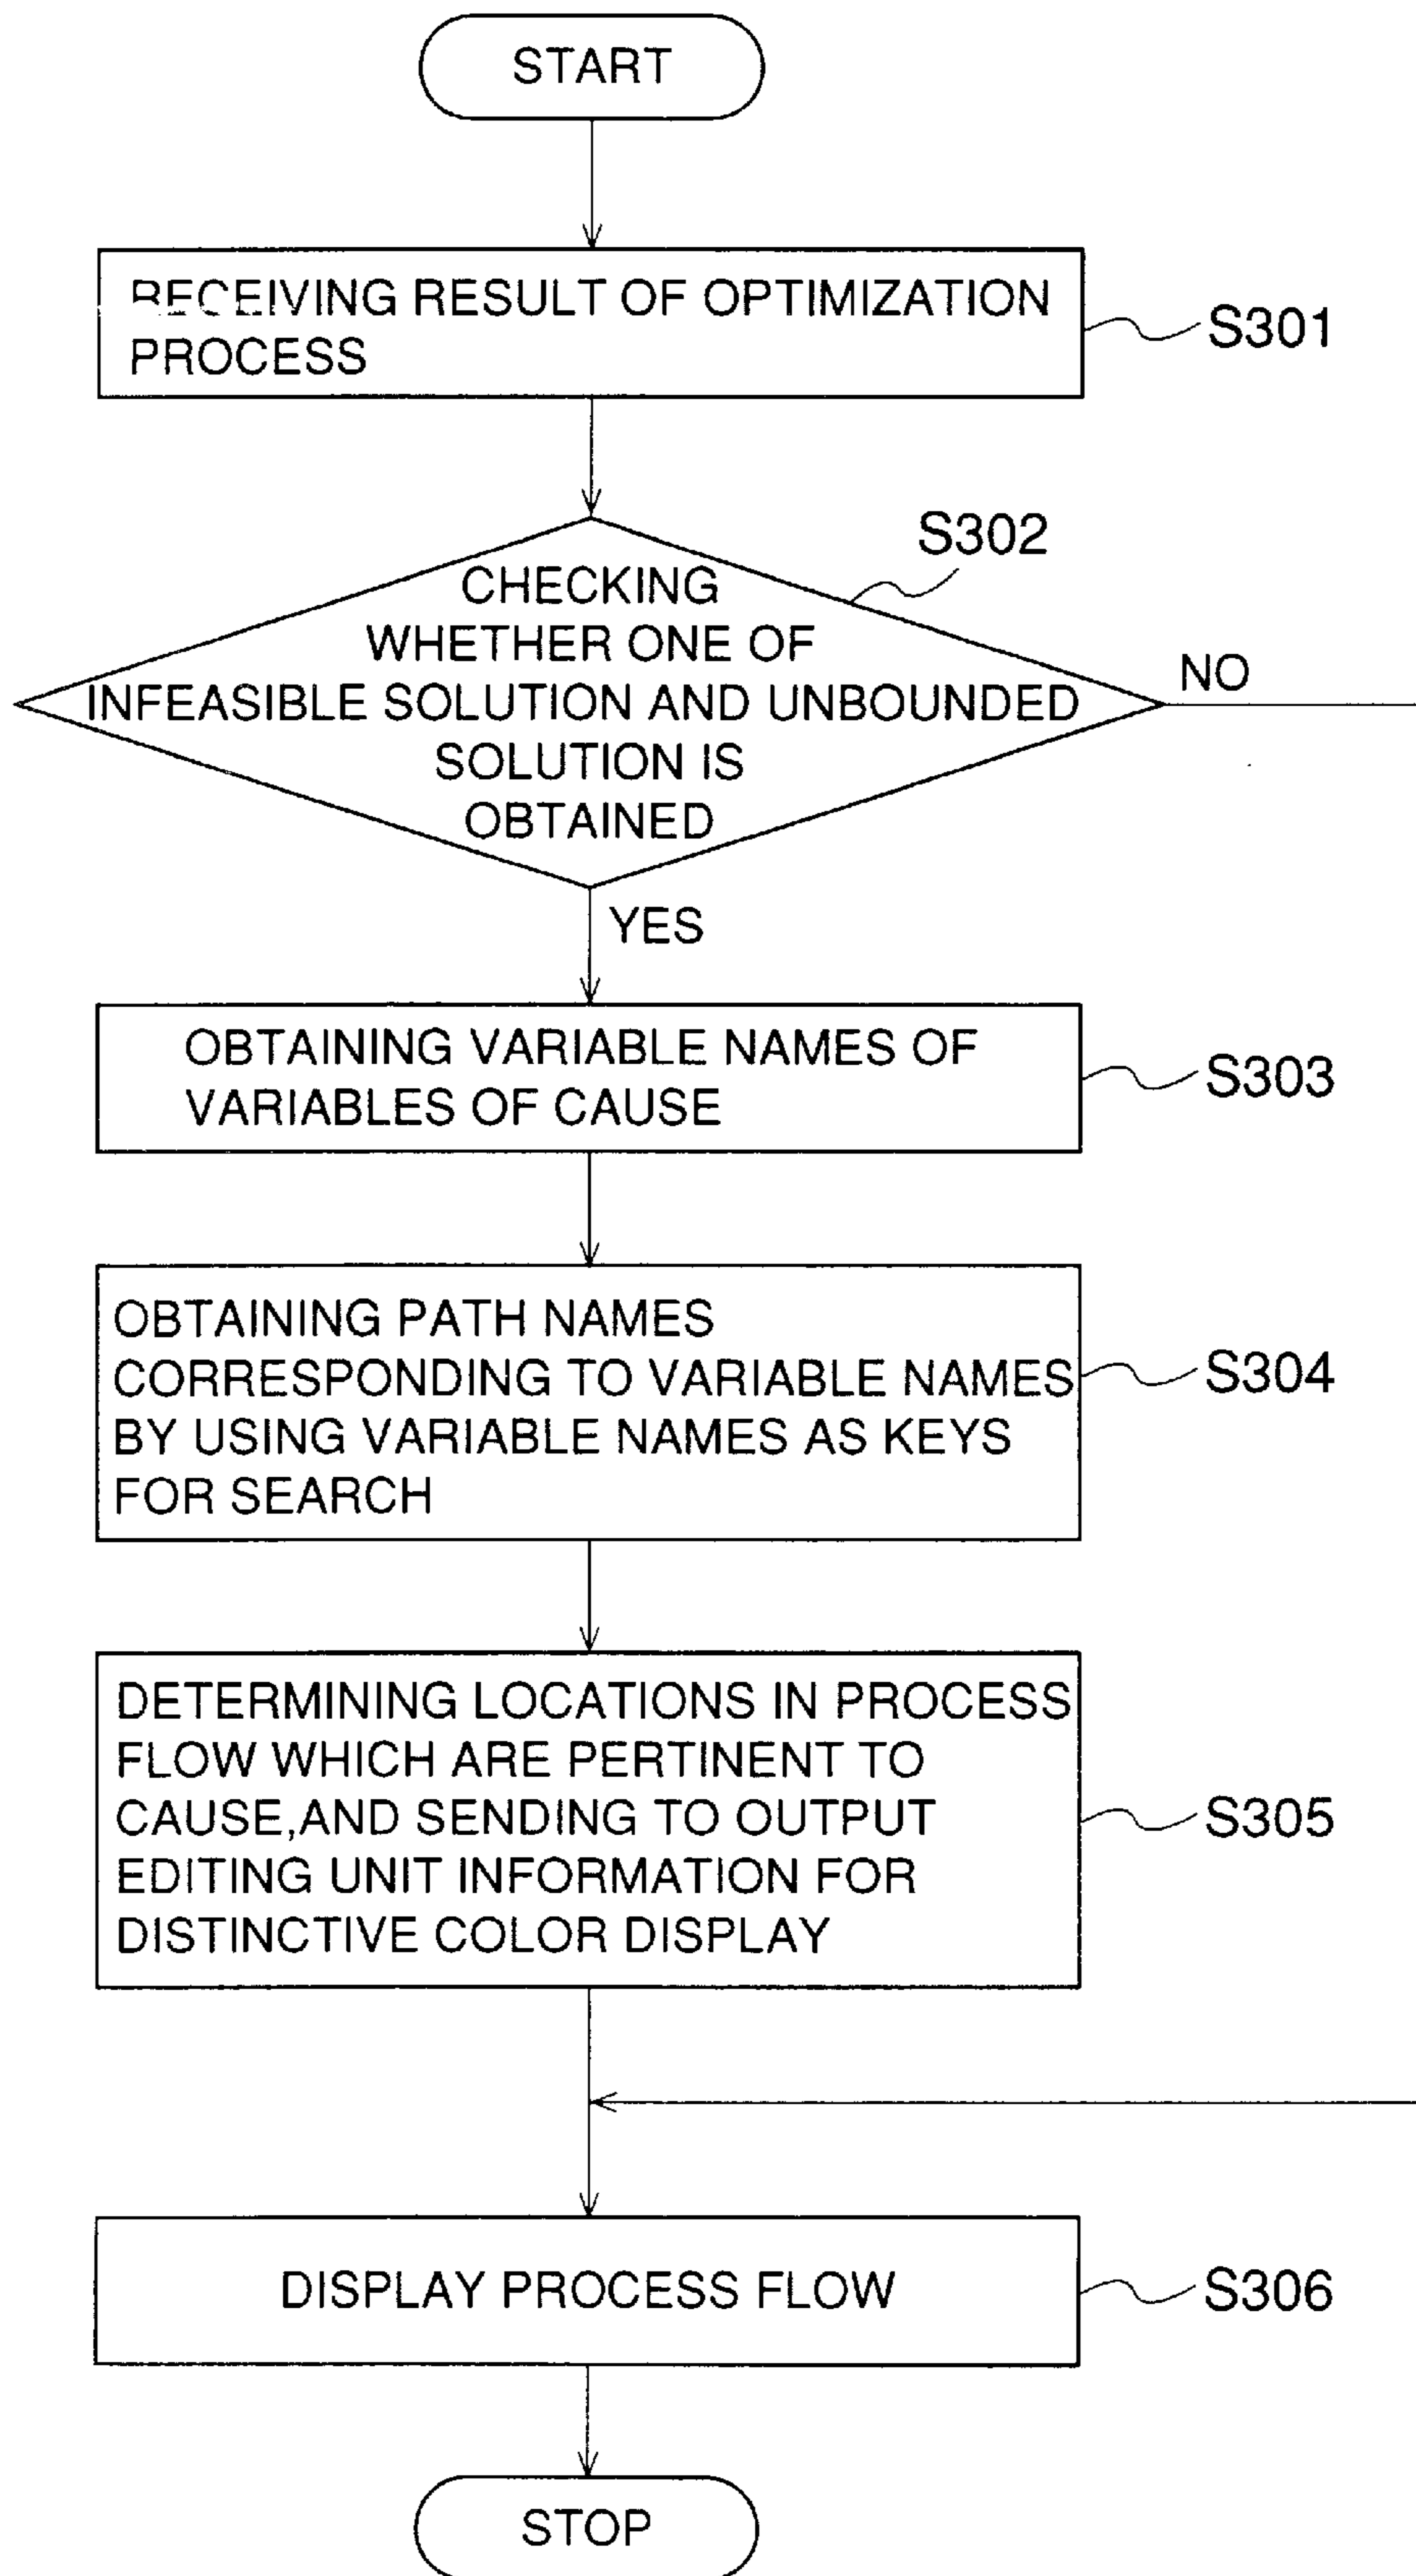 START
RECEIVING RESULT OF OPTIMIZATION
PROCESS
S301
S302
CHECKING
WHETHER ONE OF
INFEASIBLE SOLUTION AND UNBOUNDED
SOLUTION IS
OBTAINED
NO
YES
OBTAINING VARIABLE NAMES OF
VARIABLES OF CAUSE
S303
OBTAINING PATH NAMES
CORRESPONDING TO VARIABLE NAMES
BY USING VARIABLE NAMES AS KEYS
FOR SEARCH
S304
DETERMINING LOCATIONS IN PROCESS
FLOW WHICH ARE PERTINENT TO
CAUSE,AND SENDING TO OUTPUT
EDITING UNIT INFORMATION FOR
DISTINCTIVE COLOR DISPLAY
S305
DISPLAY PROCESS FLOW
S306
STOP